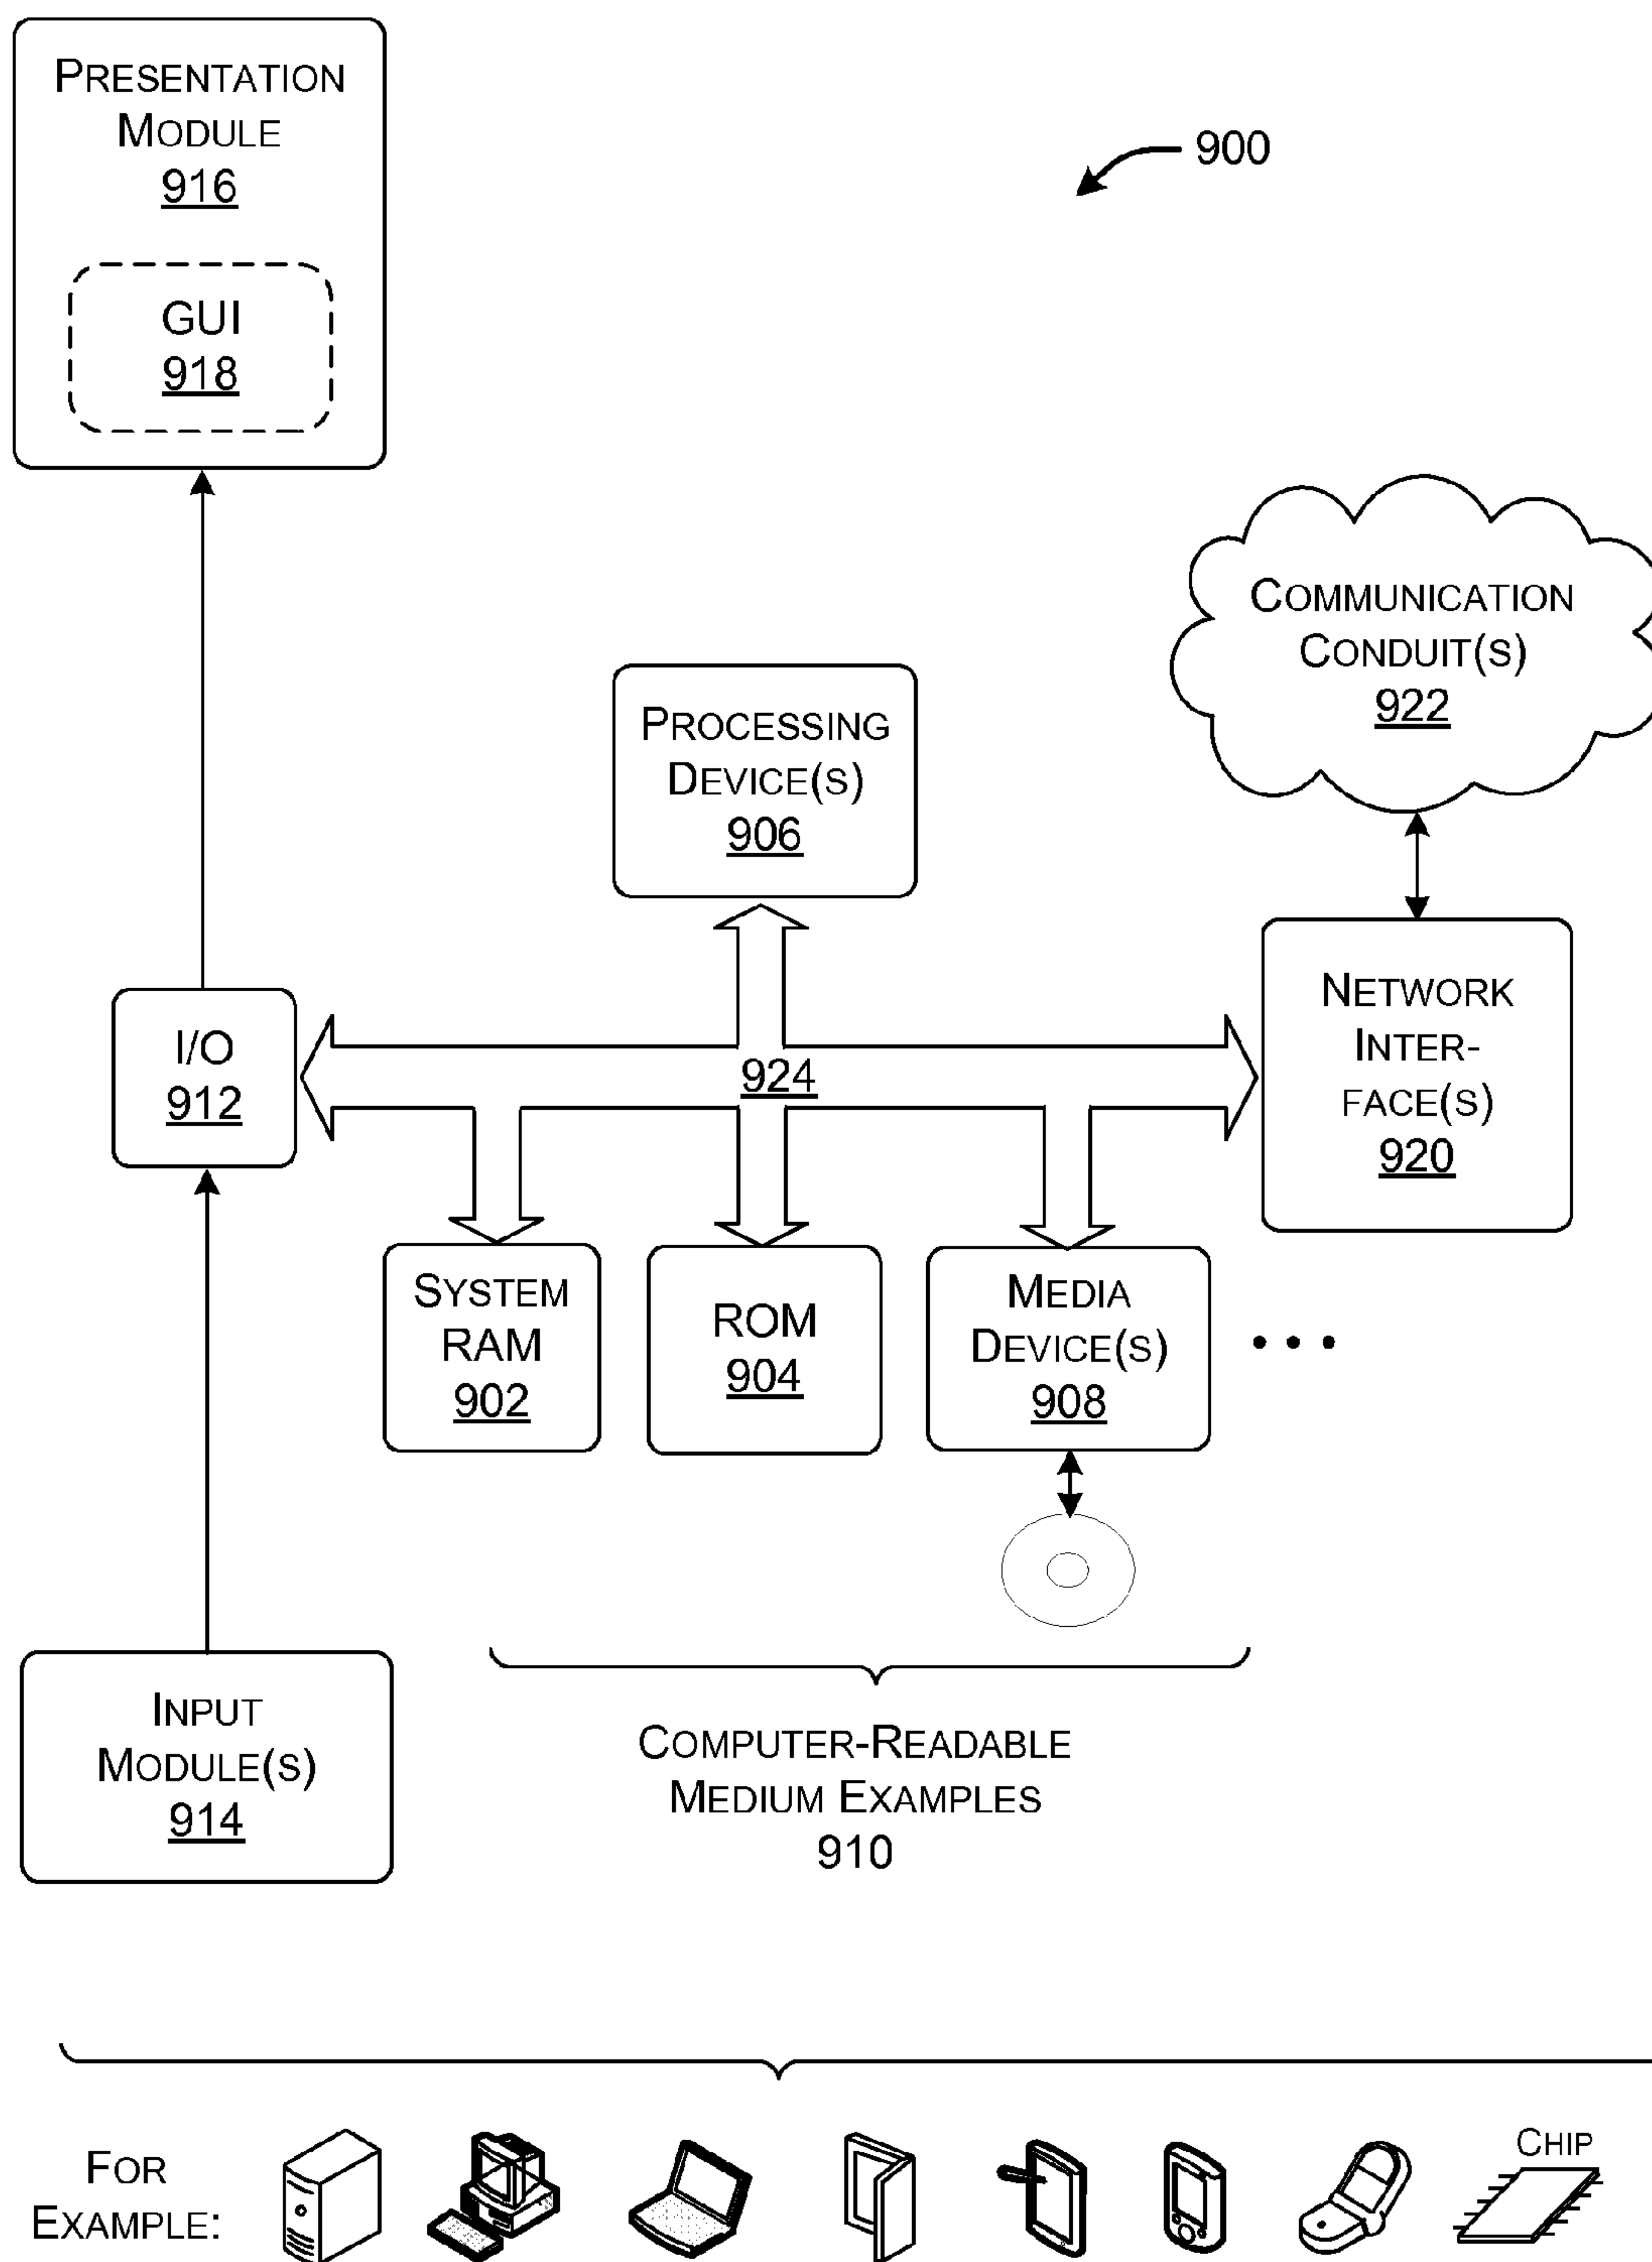 PRESENTATION
MODULE
916
GUI
918
900
COMMUNICATION
CONDUIT(S)
922
PROCESSING
DEVICE(S)
906
NETWORK
INTER-
FACE(S)
920
I/O
912
924
SYSTEM
RAM
902
ROM
904
MEDIA
DEVICE(S)
908
• • •
INPUT
MODULE(S)
914
COMPUTER-READABLE
MEDIUM EXAMPLES
910
FOR
EXAMPLE:
CHIP